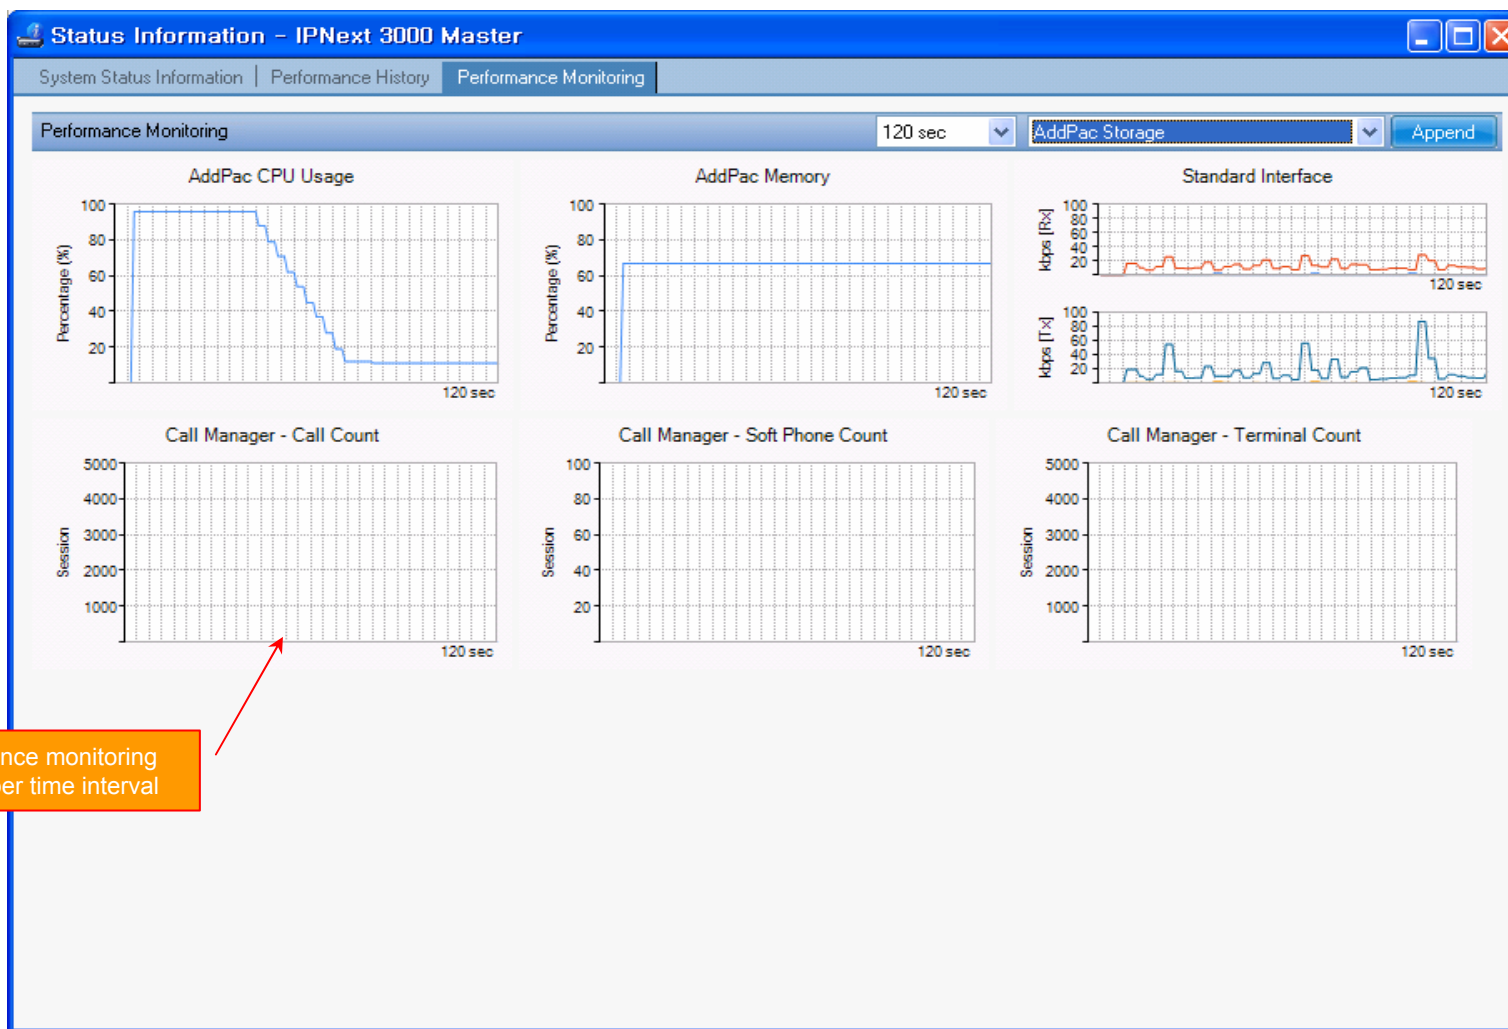 Status Information - IPNext 3000 Master
System Status Information | Performance History Performance Monitoring
Performance Monitoring 120 sec AddPac Storage Append
AddPac CPU Usage
100
80
60
40
20
Percentage (%)
120 sec
AddPac Memory
100
80
60
40
20
Percentage (%)
120 sec
Standard Interface
100
80
60
40
20
kbps [Rx]
120 sec
100
80
60
40
20
kbps [Tx]
120 sec
Call Manager - Call Count
5000
4000
3000
2000
1000
Session
120 sec
Call Manager - Soft Phone Count
100
80
60
40
20
Session
120 sec
Call Manager - Terminal Count
5000
4000
3000
2000
1000
Session
120 sec
nce monitoring
er time interval